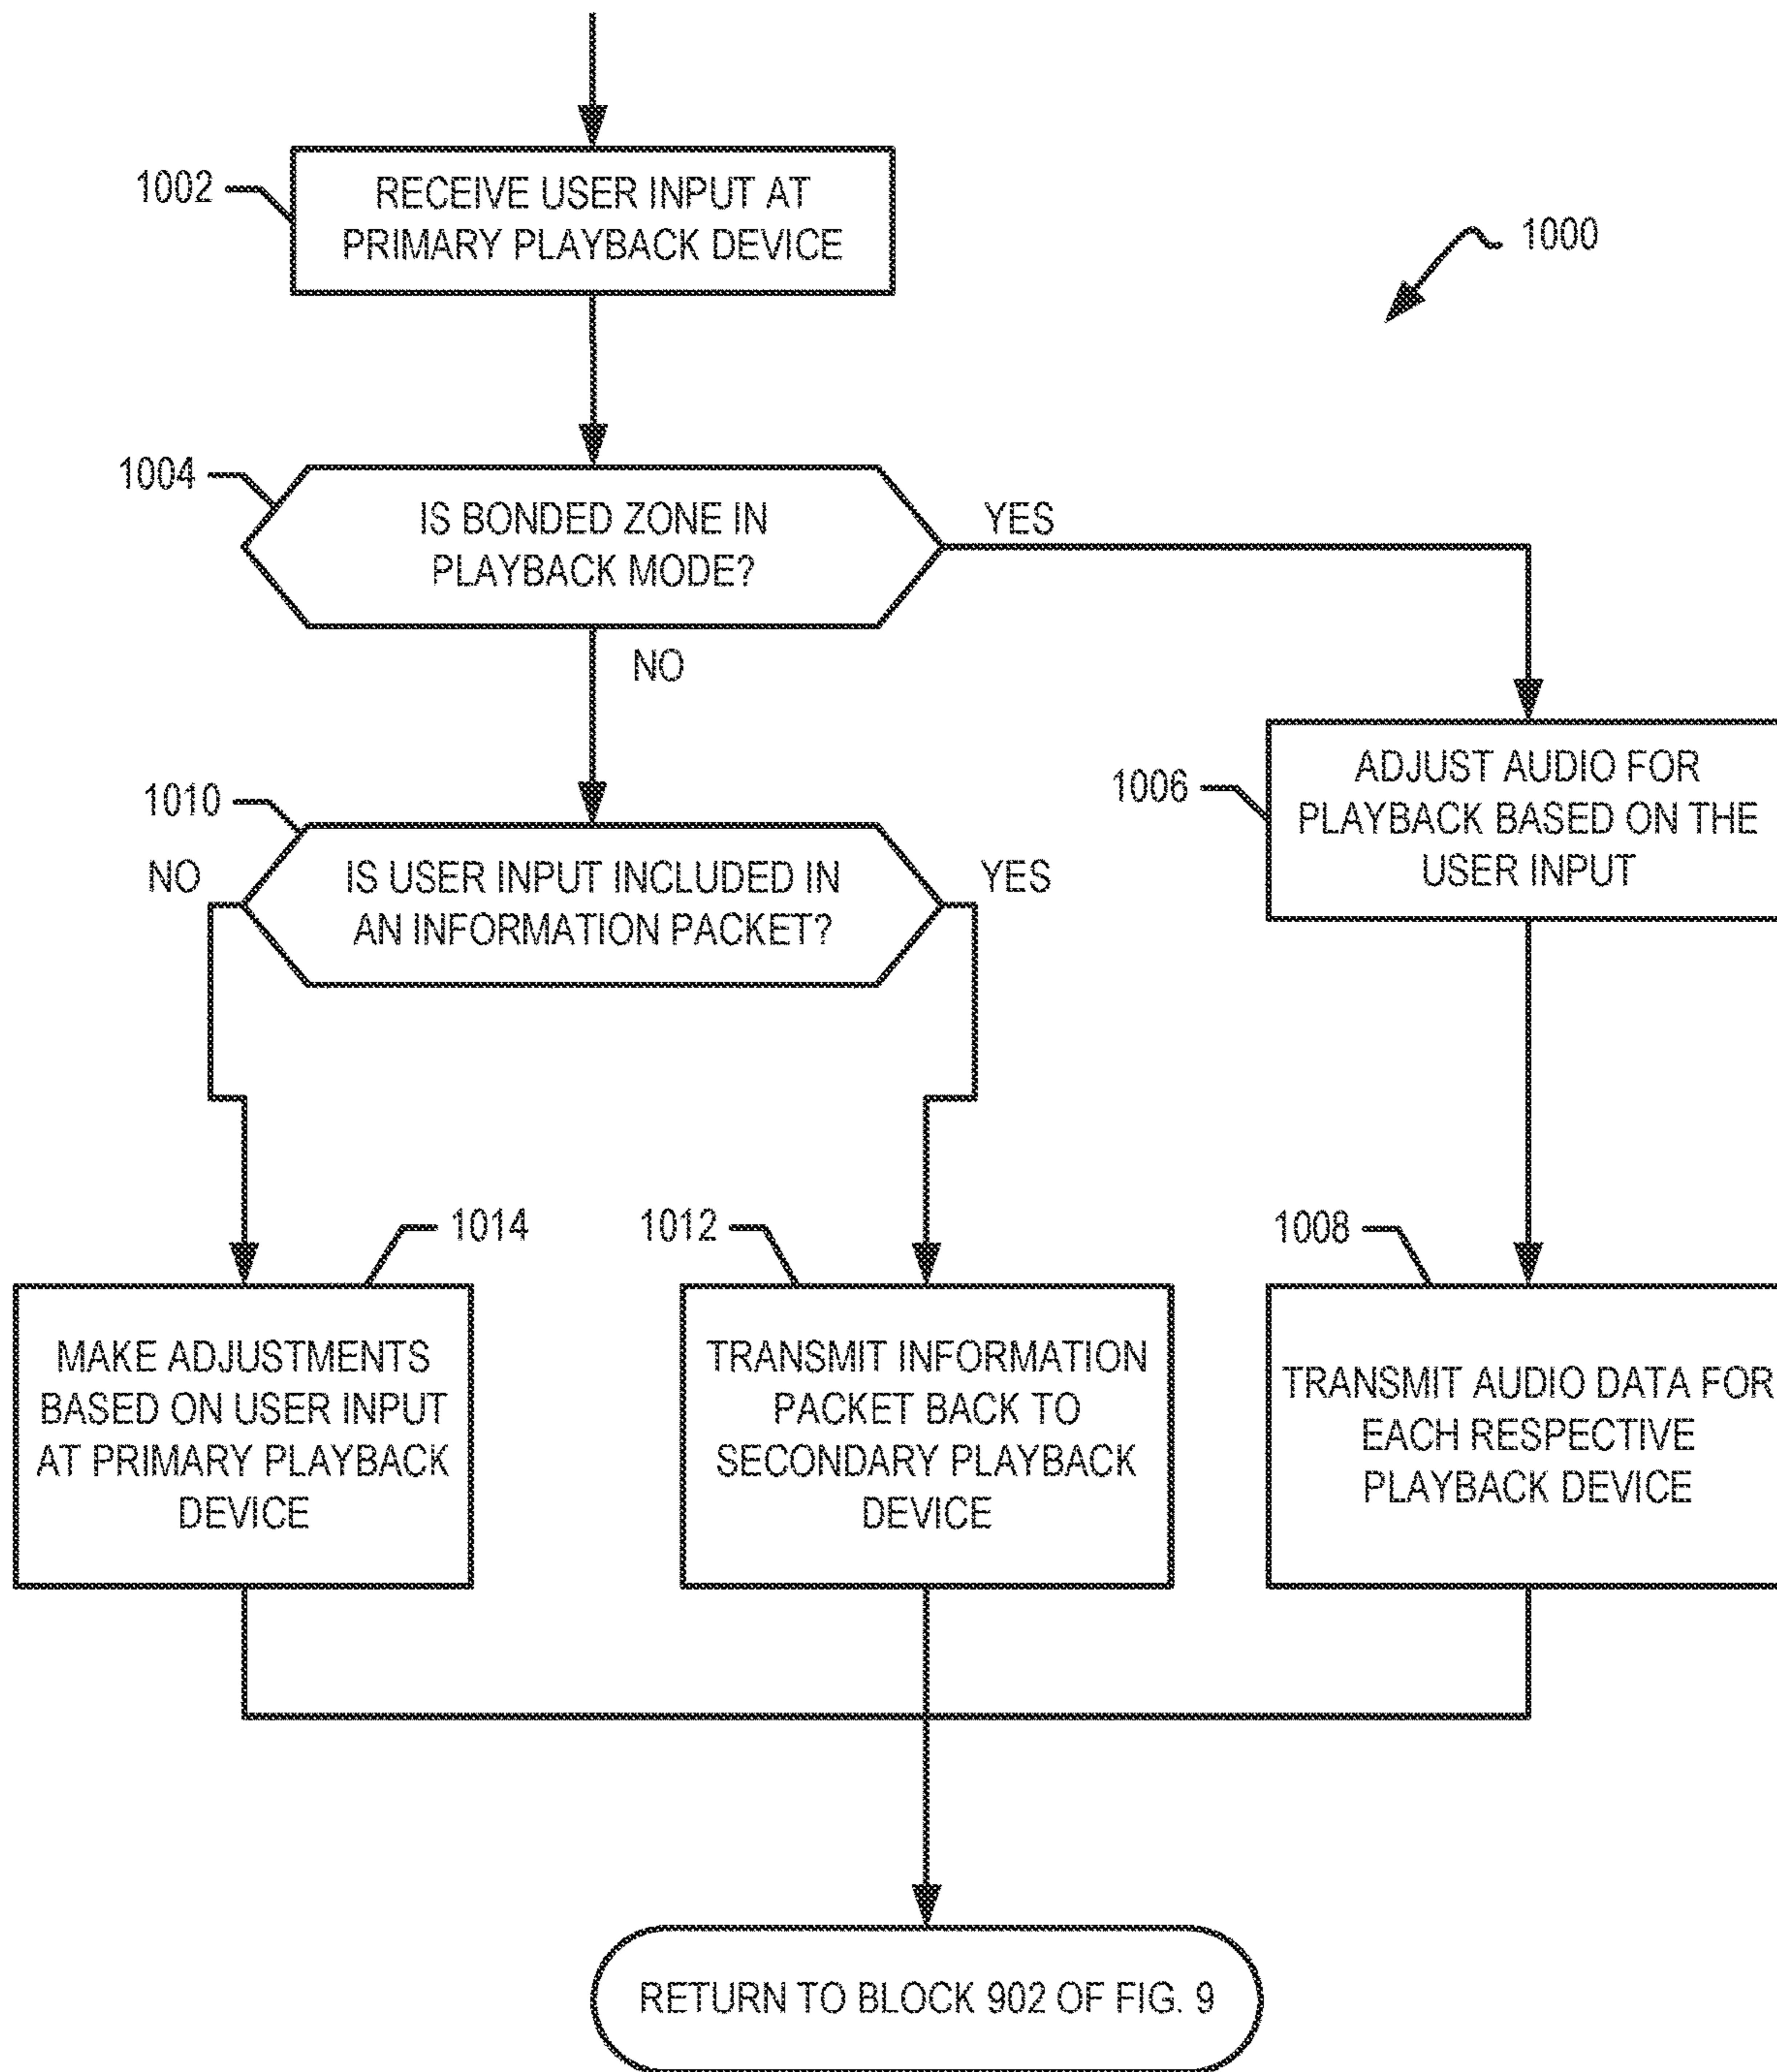 1002
RECEIVE USER INPUT AT
PRIMARY PLAYBACK DEVICE
1000
1004
IS BONDED ZONE IN
PLAYBACK MODE?
YES
NO
1010
NO
IS USER INPUT INCLUDED IN
AN INFORMATION PACKET?
YES
1006
ADJUST AUDIO FOR
PLAYBACK BASED ON THE
USER INPUT
1014
MAKE ADJUSTMENTS
BASED ON USER INPUT
AT PRIMARY PLAYBACK
DEVICE
1012
TRANSMIT INFORMATION
PACKET BACK TO
SECONDARY PLAYBACK
DEVICE
1008
TRANSMIT AUDIO DATA FOR
EACH RESPECTIVE
PLAYBACK DEVICE
RETURN TO BLOCK 902 OF FIG. 9